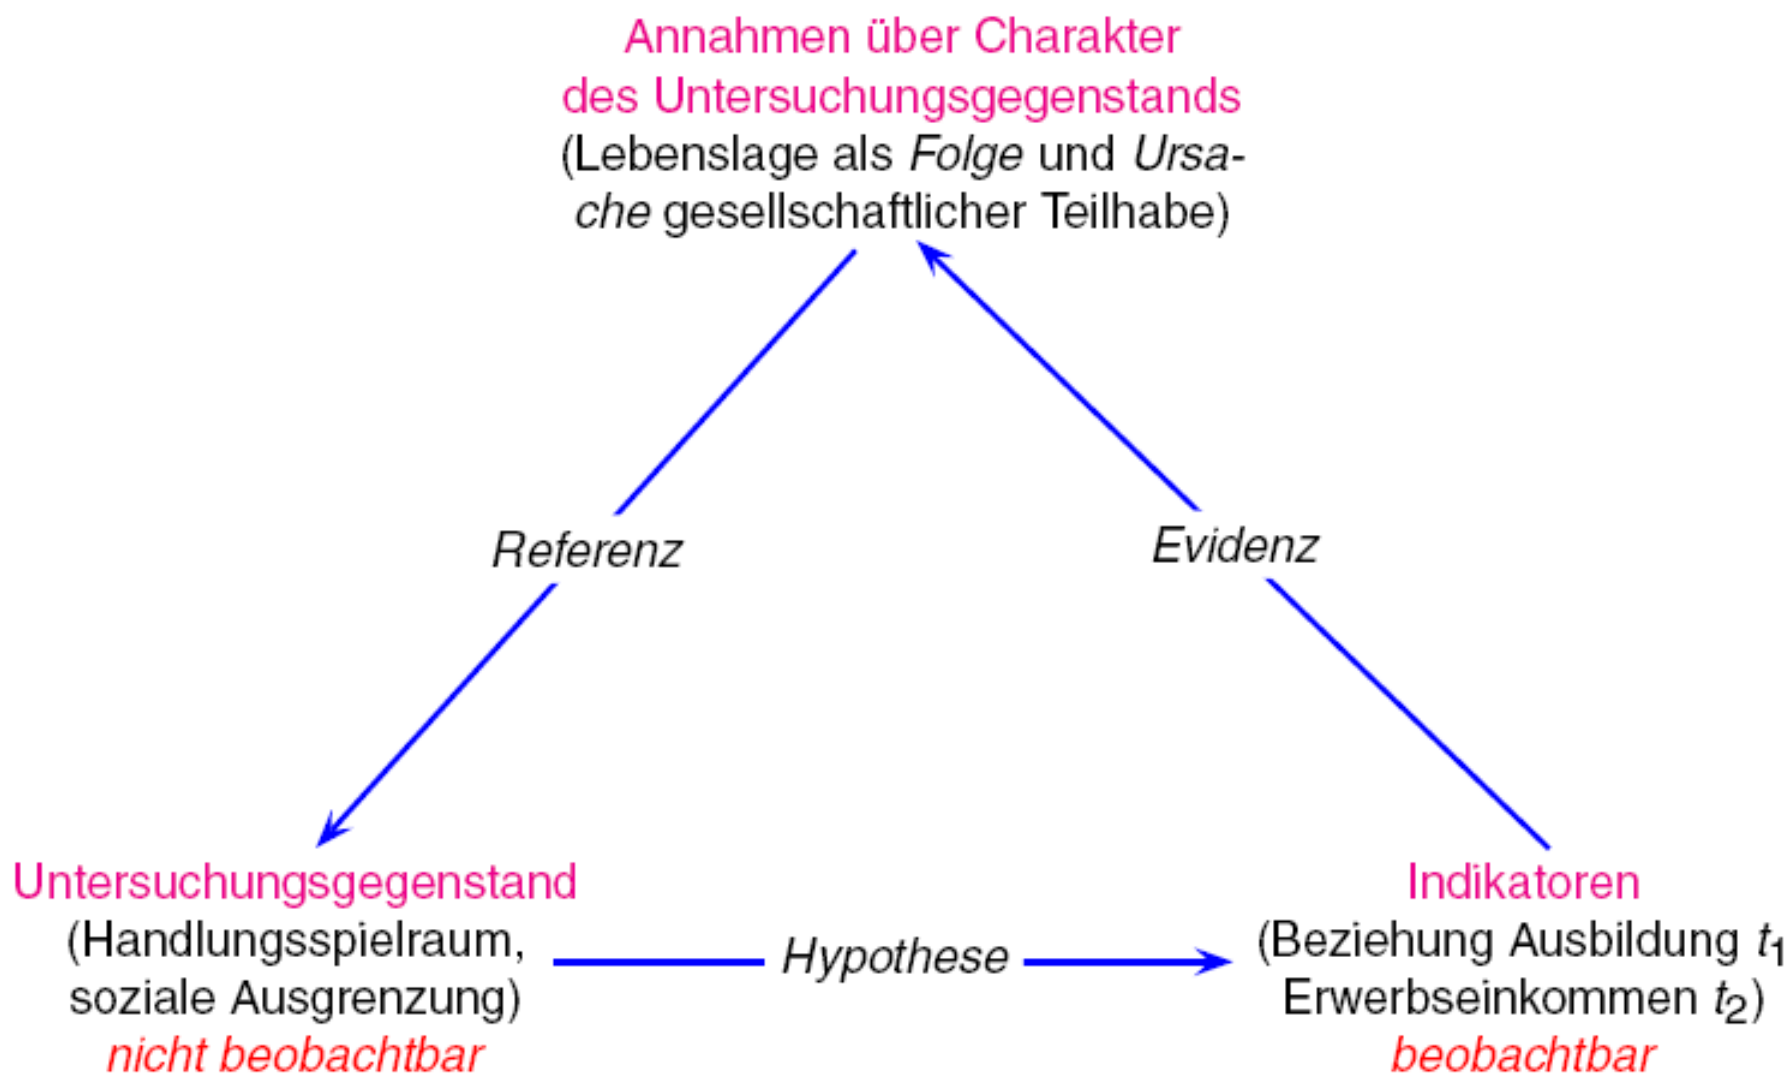 Annahmen über Charakter
des Untersuchungsgegenstands
(Lebenslage als Folge und Ursa-
che gesellschaftlicher Teilhabe)
Referenz
Evidenz
Untersuchungsgegenstand
(Handlungsspielraum,
soziale Ausgrenzung)
nicht beobachtbar
Hypothese
Indikatoren
(Beziehung Ausbildung t₁
Erwerbseinkommen t₂)
beobachtbar